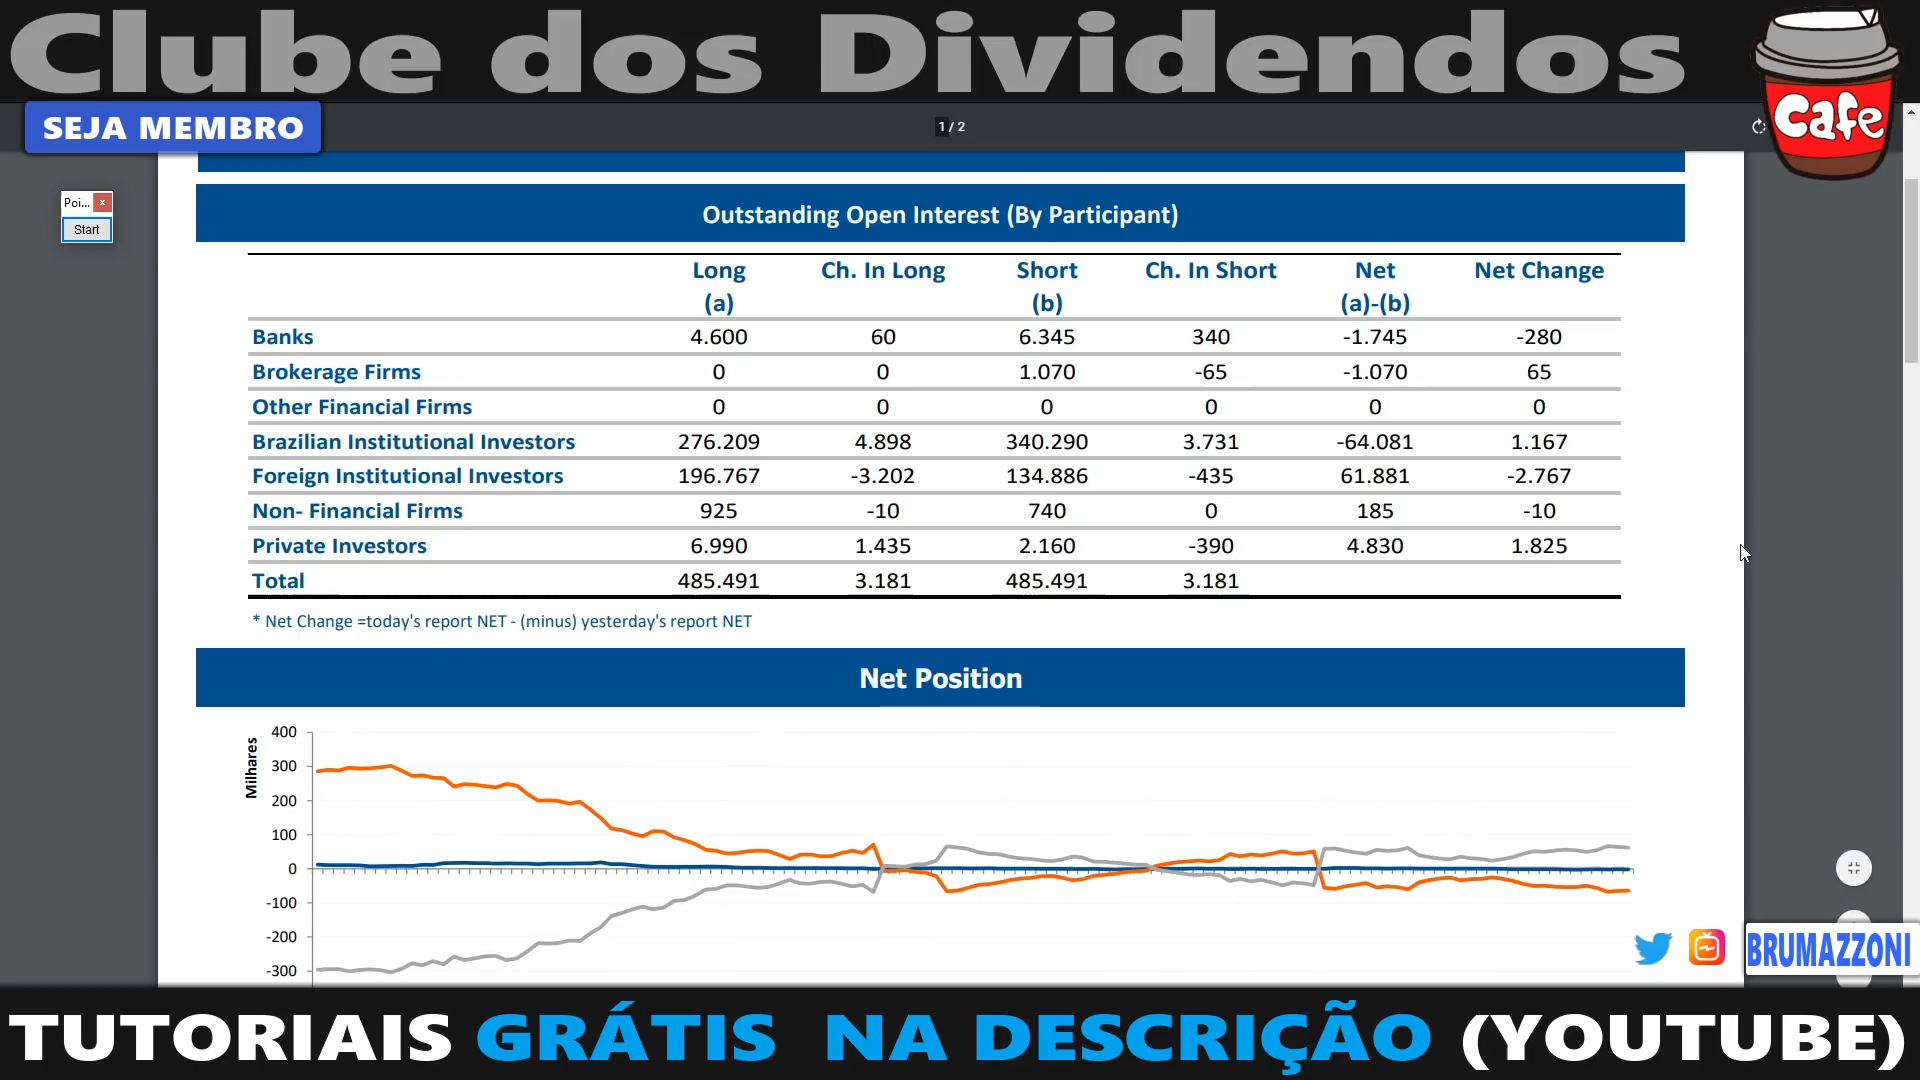 Clube dos Dividendos
Cafe
SEJA MEMBRO
1 / 2
Poi... x
Start
Outstanding Open Interest (By Participant)
Long Ch. In Long Short Ch. In Short Net Net Change
(a) (b) (a)-(b)
Banks 4.600 60 6.345 340 -1.745 -280
Brokerage Firms 0 0 1.070 -65 -1.070 65
Other Financial Firms 0 0 0 0 0 0
Brazilian Institutional Investors 276.209 4.898 340.290 3.731 -64.081 1.167
Foreign Institutional Investors 196.767 -3.202 134.886 -435 61.881 -2.767
Non- Financial Firms 925 -10 740 0 185 -10
Private Investors 6.990 1.435 2.160 -390 4.830 1.825
Total 485.491 3.181 485.491 3.181
* Net Change =today's report NET - (minus) yesterday's report NET
Net Position
Milhares
400
300
200
100
0
-100
-200
-300
BRUMAZZONI
TUTORIAIS GRÁTIS NA DESCRIÇÃO (YOUTUBE)